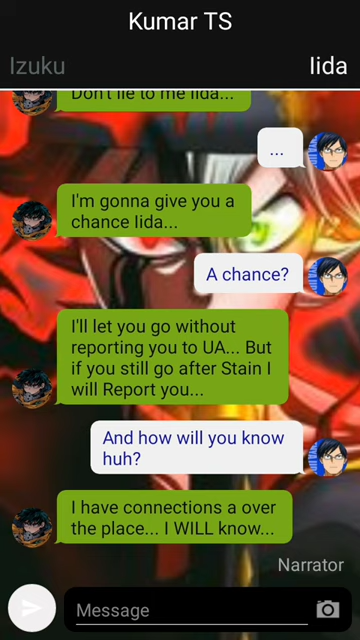 Kumar TS
Izuku
Iida
Don't lie to me Iida...
...
I'm gonna give you a
chance Iida...
A chance?
I'll let you go without
reporting you to UA... But
if you still go after Stain I
will Report you...
And how will you know
huh?
I have connections a over
the place... I WILL know...
Narrator
Message